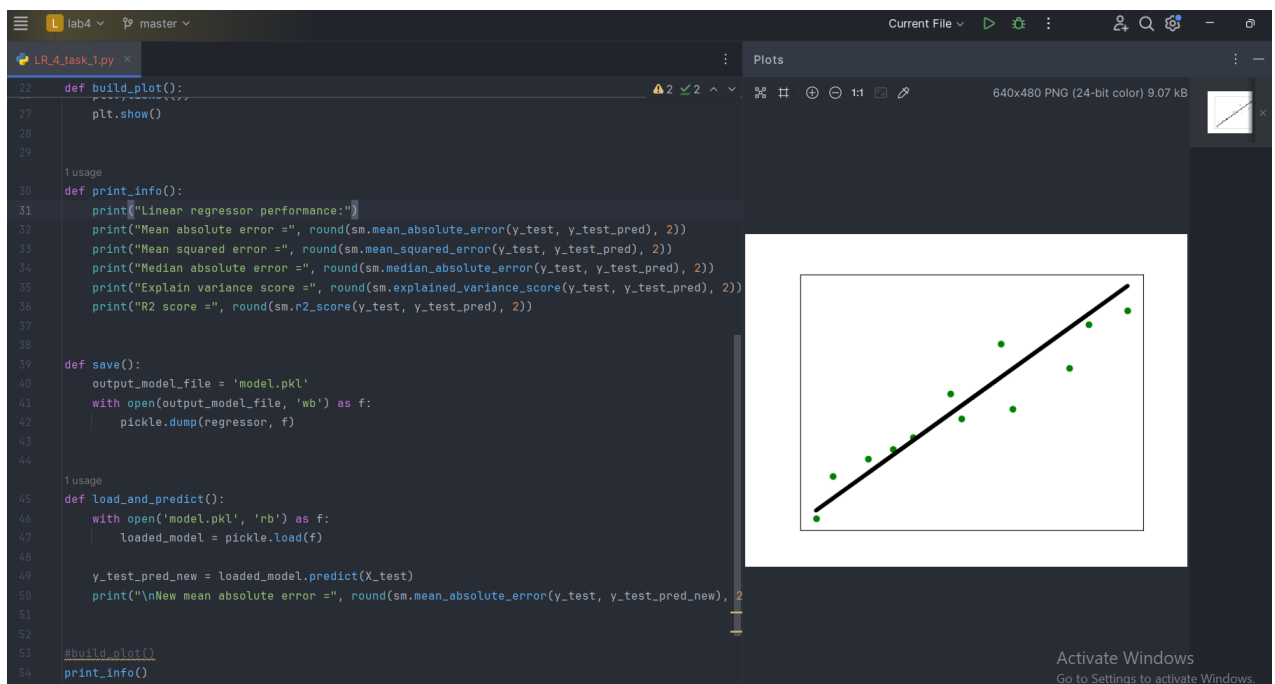 L lab4 master Current File
LR_4_task_1.py Plots
22 def build_plot(): 2 2
1:1 640x480 PNG (24-bit color) 9.07 kB
27 plt.show()
28
29
1 usage
30 def print_info():
31 print("Linear regressor performance:")
32 print("Mean absolute error =", round(sm.mean_absolute_error(y_test, y_test_pred), 2))
33 print("Mean squared error =", round(sm.mean_squared_error(y_test, y_test_pred), 2))
34 print("Median absolute error =", round(sm.median_absolute_error(y_test, y_test_pred), 2))
35 print("Explain variance score =", round(sm.explained_variance_score(y_test, y_test_pred), 2))
36 print("R2 score =", round(sm.r2_score(y_test, y_test_pred), 2))
37
38
39 def save():
40 output_model_file = 'model.pkl'
41 with open(output_model_file, 'wb') as f:
42 pickle.dump(regressor, f)
43
44
1 usage
45 def load_and_predict():
46 with open('model.pkl', 'rb') as f:
47 loaded_model = pickle.load(f)
48
49 y_test_pred_new = loaded_model.predict(X_test)
50 print("\nNew mean absolute error =", round(sm.mean_absolute_error(y_test, y_test_pred_new), 2
51
52
53 #build_plot()
54 print_info()
Activate Windows
Go to Settings to activate Windows.